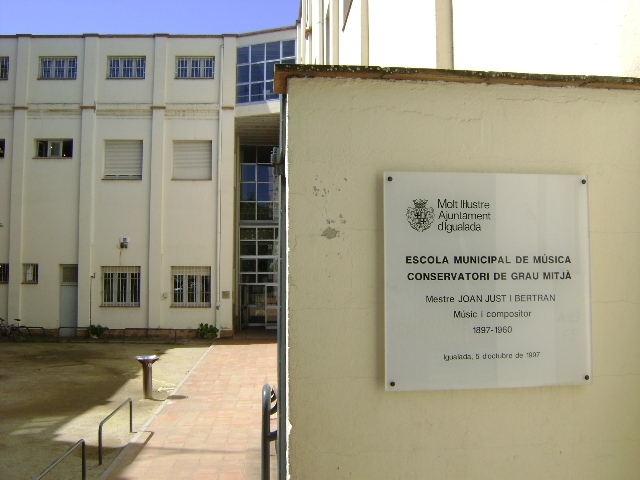 Molt Il·lustre
Ajuntament
d'Igualada
ESCOLA MUNICIPAL DE MÚSICA
CONSERVATORI DE GRAU MITJÀ
Mestre JOAN JUST I BERTRAN
Músic i compositor
1897-1960
Igualada, 5 d'octubre de 1997